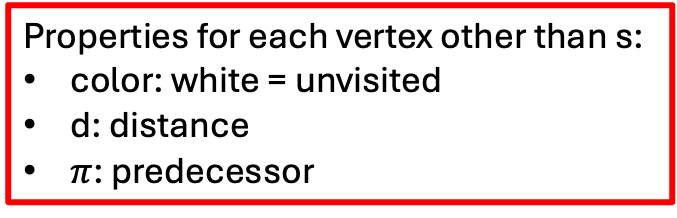 Properties for each vertex other than s:
• color: white = unvisited
• d: distance
• 𝜋: predecessor